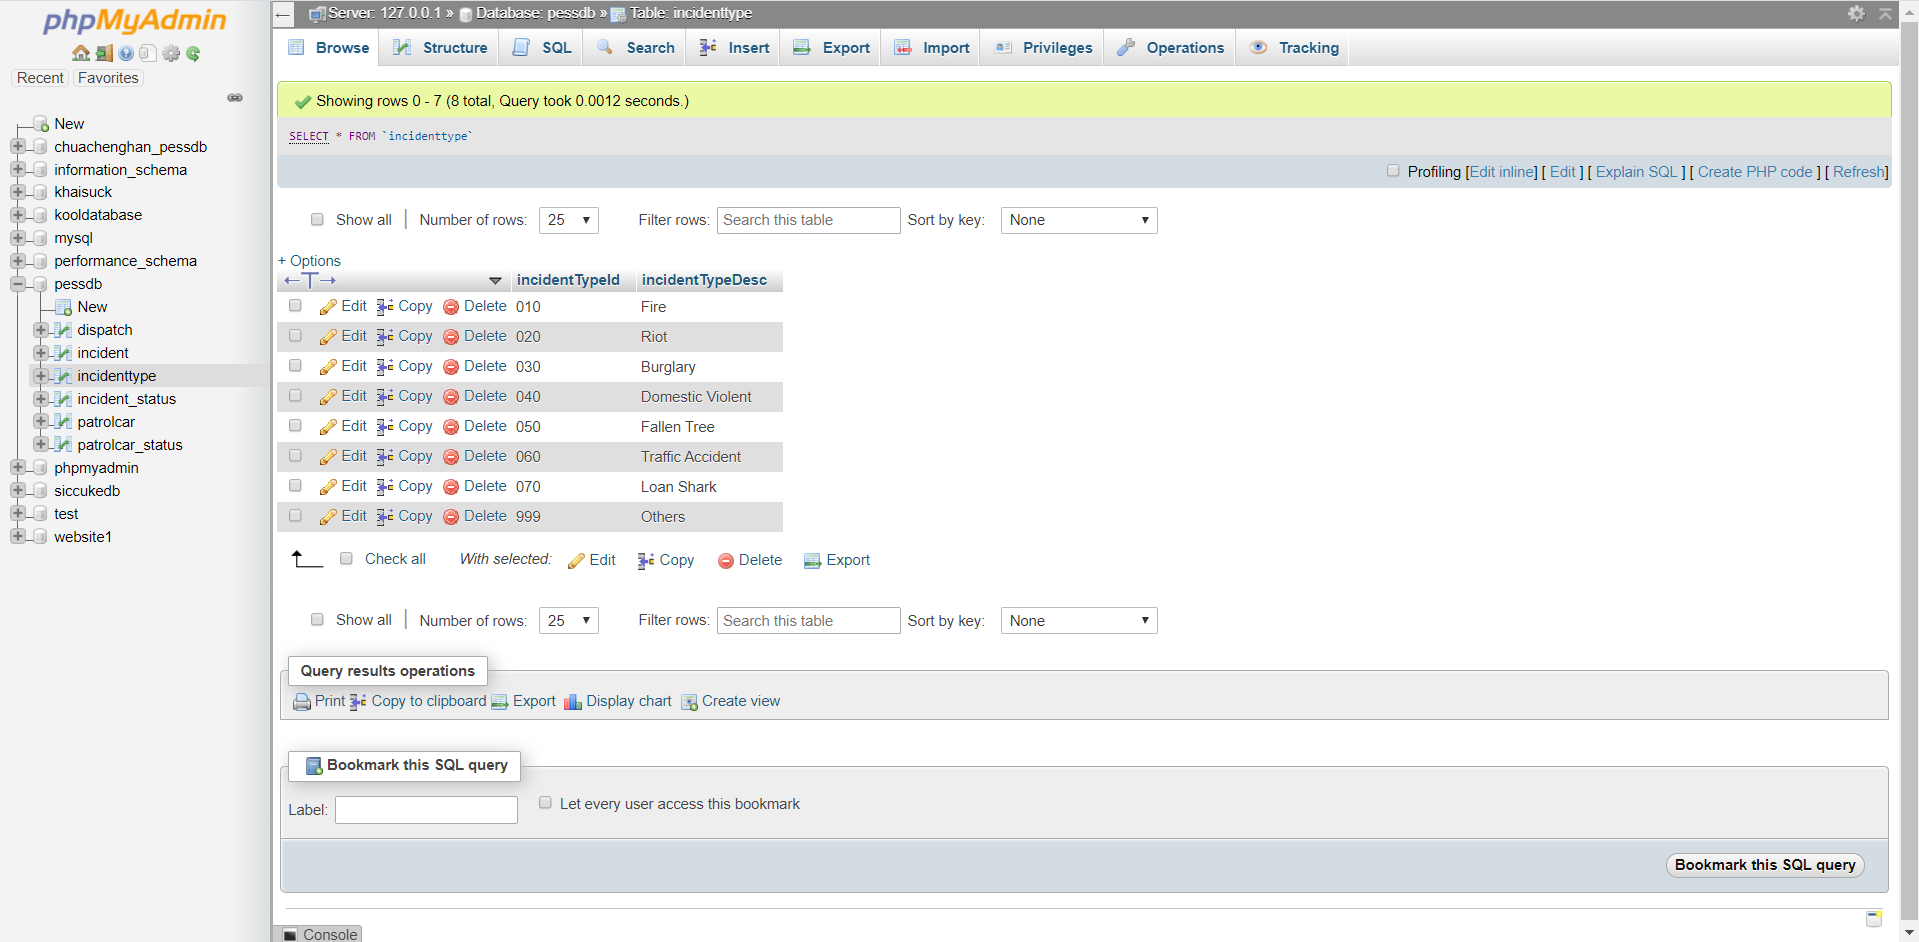 phpMyAdmin
Recent Favorites
New
chuachenghan_pessdb
information_schema
khaisuck
kooldatabase
mysql
performance_schema
pessdb
New
dispatch
incident
incidenttype
incident_status
patrolcar
patrolcar_status
phpmyadmin
siccukedb
test
website1
Server: 127.0.0.1 » Database: pessdb » Table: incidenttype
Browse Structure SQL Search Insert Export Import Privileges Operations Tracking
Showing rows 0 - 7 (8 total, Query took 0.0012 seconds.)
SELECT * FROM `incidenttype`
Profiling [Edit inline] [ Edit ] [ Explain SQL ] [ Create PHP code ] [ Refresh]
Show all | Number of rows: 25 Filter rows: Search this table Sort by key: None
+ Options
←T→ incidentTypeId incidentTypeDesc
Edit Copy Delete 010 Fire
Edit Copy Delete 020 Riot
Edit Copy Delete 030 Burglary
Edit Copy Delete 040 Domestic Violent
Edit Copy Delete 050 Fallen Tree
Edit Copy Delete 060 Traffic Accident
Edit Copy Delete 070 Loan Shark
Edit Copy Delete 999 Others
Check all With selected: Edit Copy Delete Export
Show all | Number of rows: 25 Filter rows: Search this table Sort by key: None
Query results operations
Print Copy to clipboard Export Display chart Create view
Bookmark this SQL query
Label: Let every user access this bookmark
Bookmark this SQL query
Console